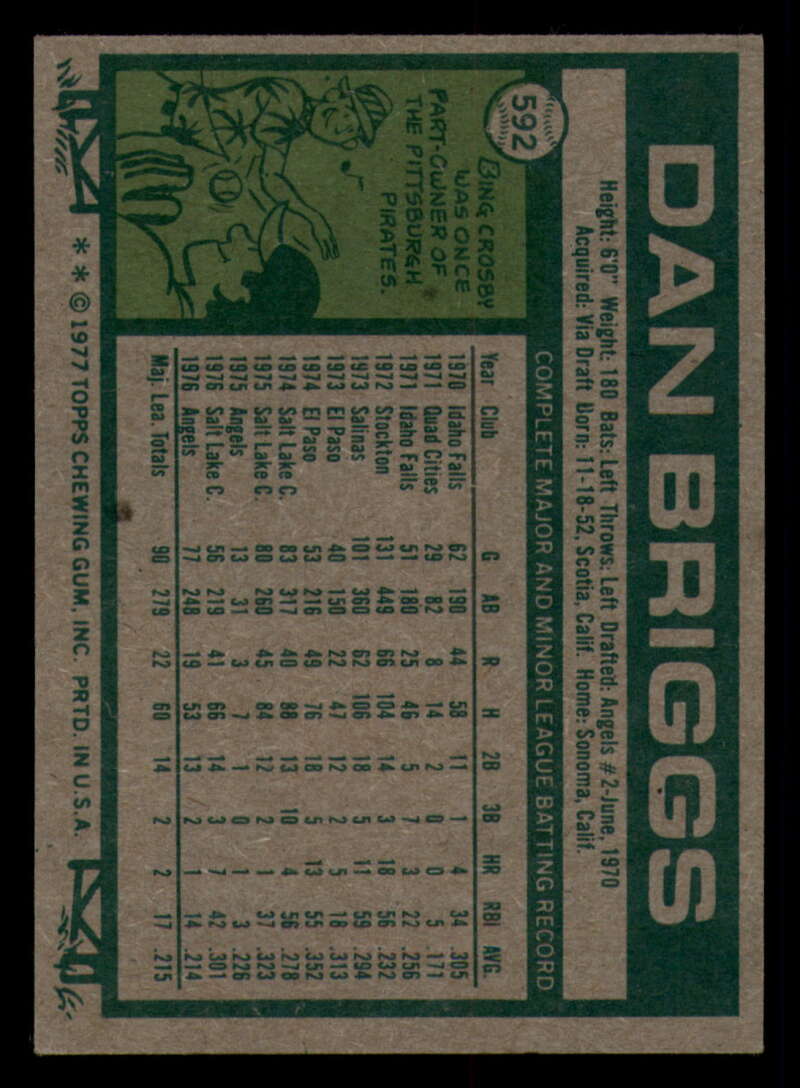 592
DAN BRIGGS
Height: 6'0" Weight: 180 Bats: Left Throws: Left Drafted: Angels #2-June, 1970
Acquired: Via Draft Born: 11-18-52, Scotia, Calif. Home: Sonoma, Calif.
BING CROSBY
WAS ONCE
PART-OWNER OF
THE PITTSBURGH
PIRATES.
COMPLETE MAJOR AND MINOR LEAGUE BATTING RECORD
Year Club G AB R H 2B 3B HR RBI AVG.
1970 Idaho Falls 62 190 44 58 11 1 4 34 .305
1971 Quad Cities 29 82 8 14 2 0 0 5 .171
1971 Idaho Falls 51 180 25 46 5 7 3 22 .256
1972 Stockton 131 449 66 104 14 3 18 56 .232
1973 Salinas 101 360 62 106 18 5 11 59 .294
1973 El Paso 40 150 22 47 12 2 5 18 .313
1974 El Paso 53 216 49 76 18 5 13 55 .352
1974 Salt Lake C. 83 317 40 88 13 10 4 56 .278
1975 Salt Lake C. 80 260 45 84 12 2 1 37 .323
1975 Angels 13 31 3 7 1 0 1 3 .226
1976 Salt Lake C. 56 219 41 66 14 3 7 42 .301
1976 Angels 77 248 19 53 13 2 1 14 .214
Maj. Lea. Totals 90 279 22 60 14 2 2 17 .215
* * © 1977 TOPPS CHEWING GUM, INC. PRTD. IN U.S.A.